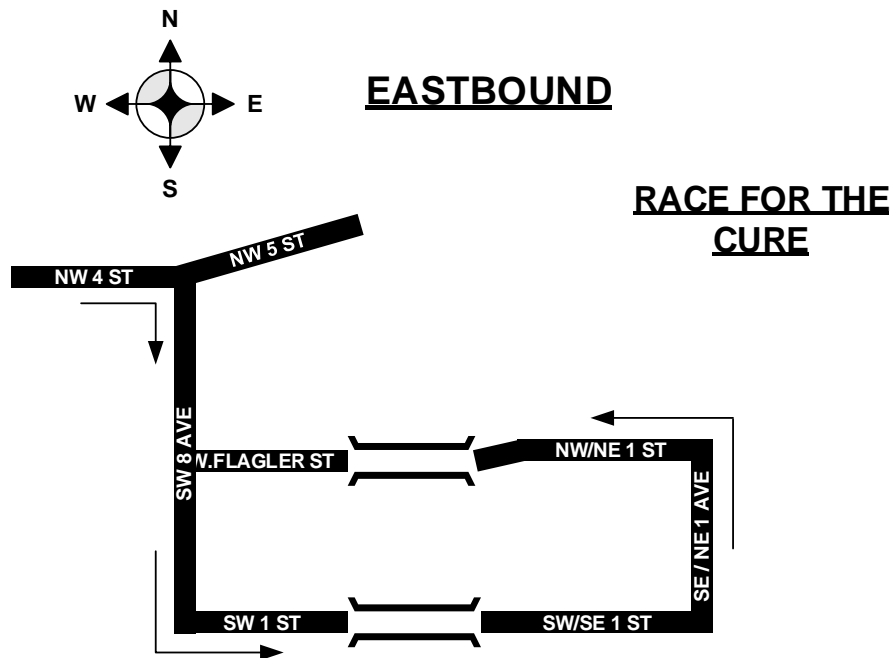 N
W
E
S
EASTBOUND
RACE FOR THE
CURE
NW 5 ST
NW 4 ST
SW 8 AVE
W.FLAGLER ST
NW/NE 1 ST
SE / NE 1 AVE
SW 1 ST
SW/SE 1 ST